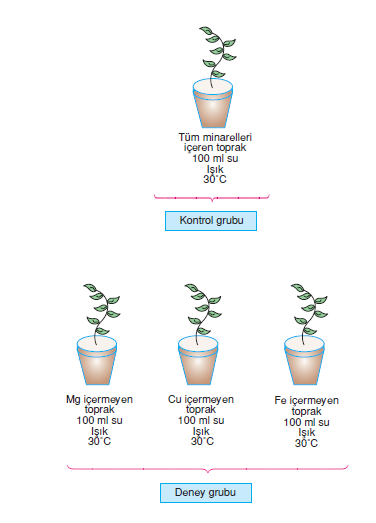 Tüm minarelleri
içeren toprak
100 ml su
Işık
30˚C
Kontrol grubu
Mg içermeyen
toprak
100 ml su
Işık
30˚C
Cu içermeyen
toprak
100 ml su
Işık
30˚C
Fe içermeyen
toprak
100 ml su
Işık
30˚C
Deney grubu